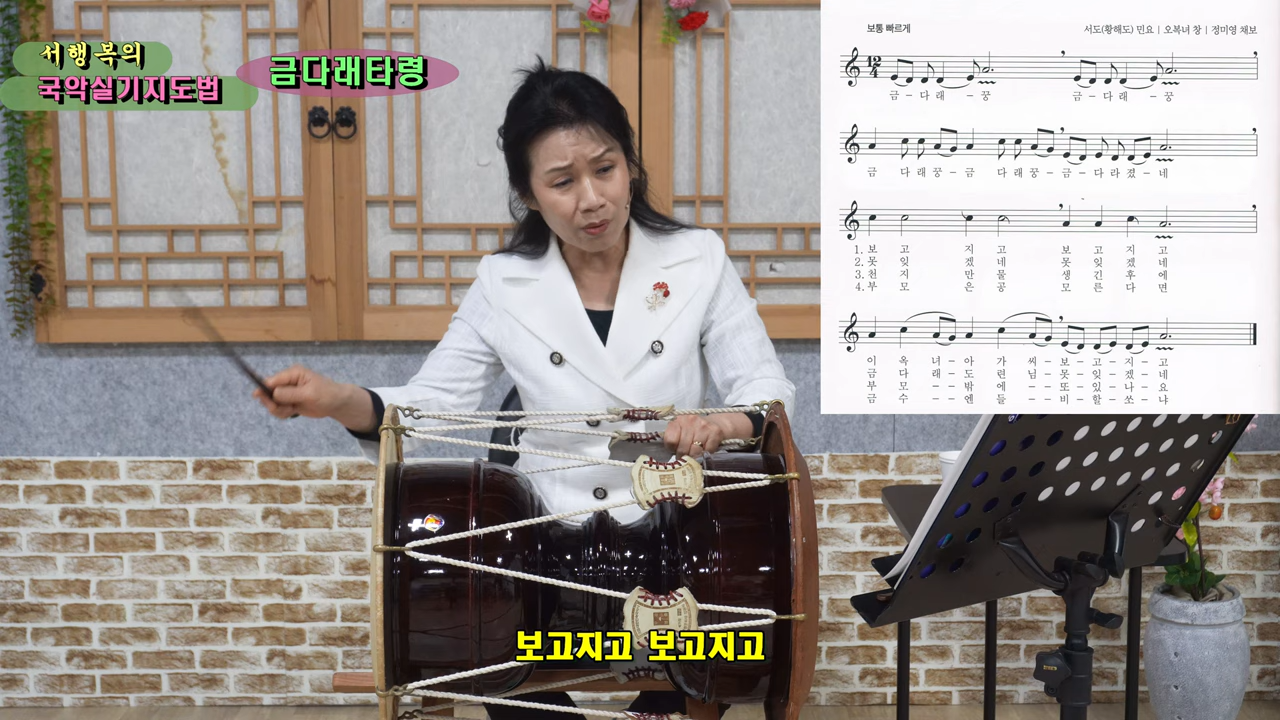 서행복의
국악실기지도법
금다래타령
보통 빠르게
서도(황해도) 민요 | 오복녀 창 | 정미영 채보
12 4
금 - 다 래 - 꿍 금 - 다 래 - 꿍
금 다 래 꿍 - 금 다 래 꿍 - 금 - 다 라 졌 - 네
1. 보 고 지 고 보 고 지 고
2. 못 잊 겠 네 못 잊 겠 네
3. 천 지 만 물 생 긴 후 에
4. 부 모 은 공 모 른 다 면
이 옥 녀 - 아 가 씨 - 보 - 고 - 지 - 고
금 다 래 - 도 련 님 - 못 - 잊 - 겠 - 네
부 모 - - 밖 에 - - 또 - 있 - 나 - 요
금 수 - - 엔 들 - - 비 - 할 - 쏘 - 냐
보고지고 보고지고